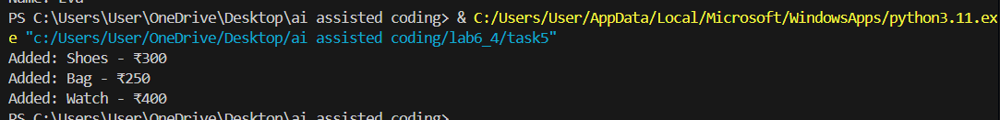 Name: Eva
PS C:\Users\User\OneDrive\Desktop\ai assisted coding> & C:/Users/User/AppData/Local/Microsoft/WindowsApps/python3.11.ex
e "c:/Users/User/OneDrive/Desktop/ai assisted coding/lab6_4/task5"
Added: Shoes - ₹300
Added: Bag - ₹250
Added: Watch - ₹400
PS C:\Users\User\OneDrive\Desktop\ai assisted coding>